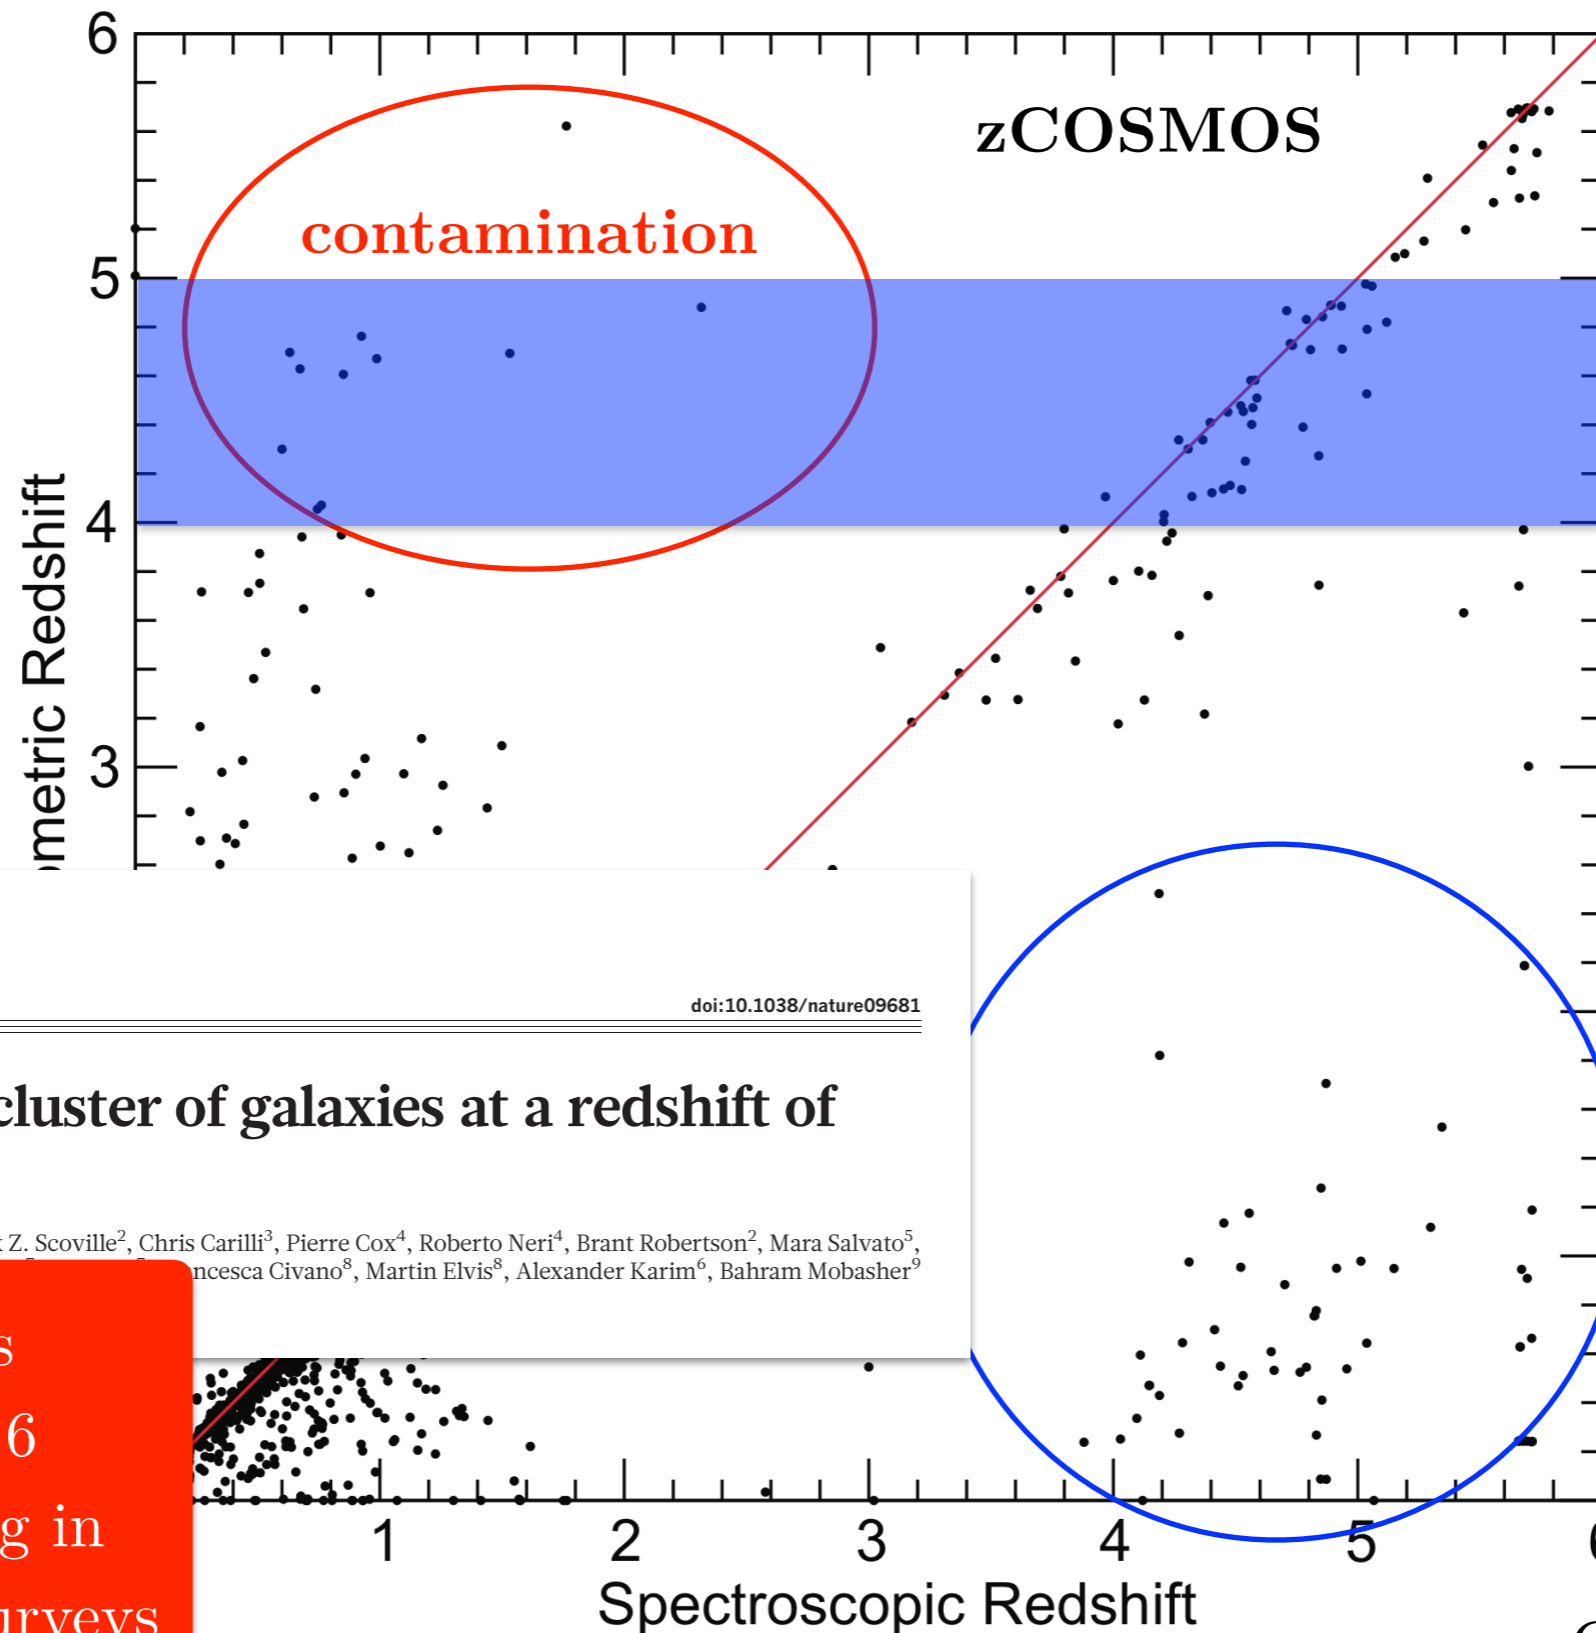 6
zCOSMOS
contamination
5
4
3
ometric Redshift
doi:10.1038/nature09681
cluster of galaxies at a redshift of
Z. Scoville2, Chris Carilli3, Pierre Cox4, Roberto Neri4, Brant Robertson2, Mara Salvato5,
ncesca Civano8, Martin Elvis8, Alexander Karim6, Bahram Mobasher9
s
6
g in
urveys
1 2 3 4 5
Spectroscopic Redshift